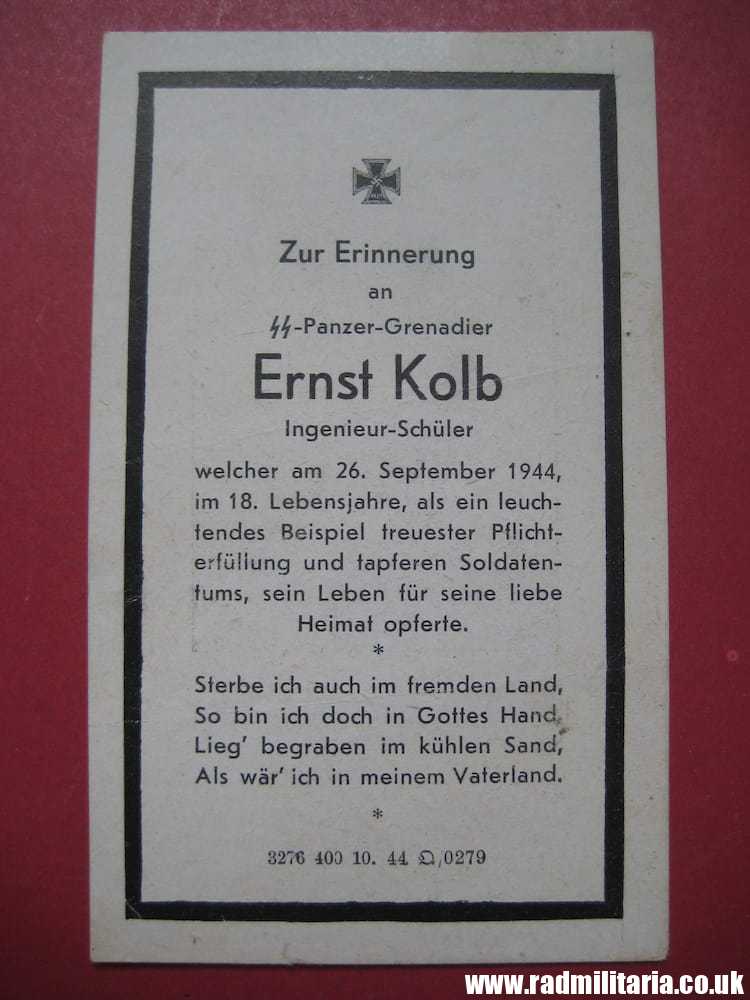 Zur Erinnerung
an
ϟϟ-Panzer-Grenadier
Ernst Kolb
Ingenieur-Schüler
welcher am 26. September 1944,
im 18. Lebensjahre, als ein leuch-
tendes Beispiel treuester Pflicht-
erfüllung und tapferen Soldaten-
tums, sein Leben für seine liebe
Heimat opferte.
*
Sterbe ich auch im fremden Land,
So bin ich doch in Gottes Hand,
Lieg' begraben im kühlen Sand,
Als wär' ich in meinem Vaterland.
*
3276 400 10. 44. Ω/0279
www.radmilitaria.co.uk